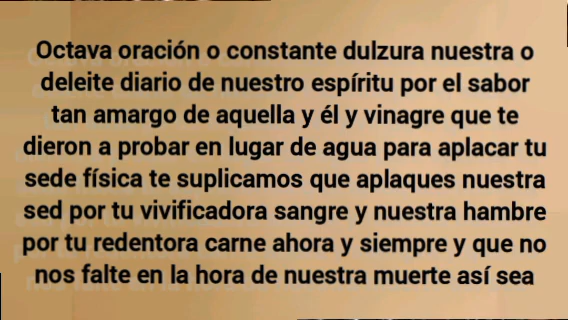 Octava oración o constante dulzura nuestra o
deleite diario de nuestro espíritu por el sabor
tan amargo de aquella y él y vinagre que te
dieron a probar en lugar de agua para aplacar tu
sede física te suplicamos que aplaques nuestra
sed por tu vivificadora sangre y nuestra hambre
por tu redentora carne ahora y siempre y que no
nos falte en la hora de nuestra muerte así sea